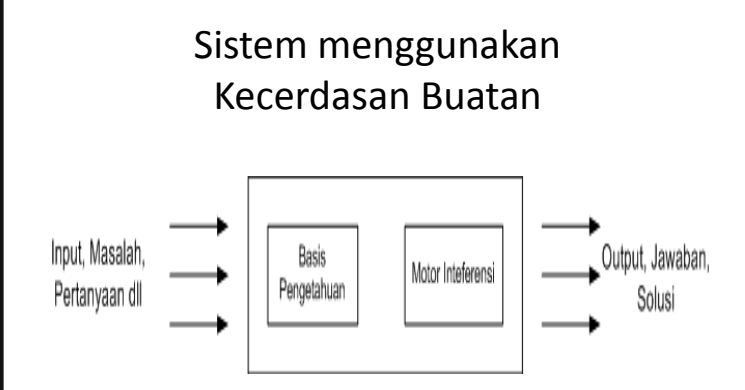 Sistem menggunakan
Kecerdasan Buatan
Input, Masalah,
Pertanyaan dll
Basis
Pengetahuan
Motor Inteferensi
Output, Jawaban,
Solusi